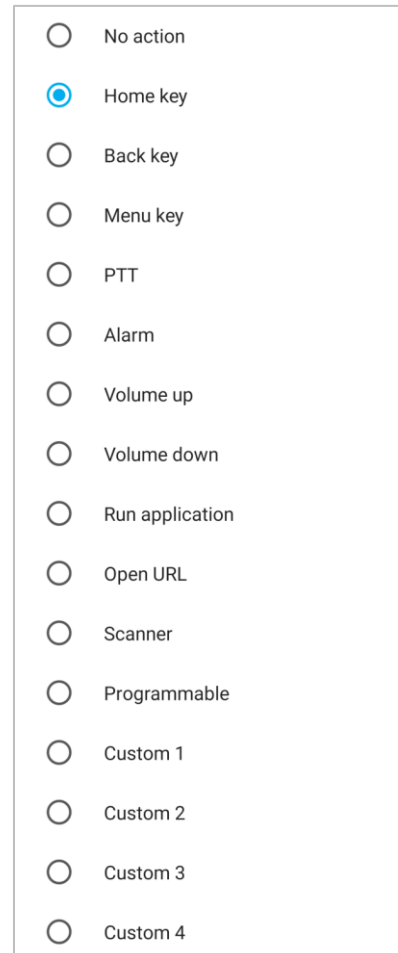 No action
Home key
Back key
Menu key
PTT
Alarm
Volume up
Volume down
Run application
Open URL
Scanner
Programmable
Custom 1
Custom 2
Custom 3
Custom 4